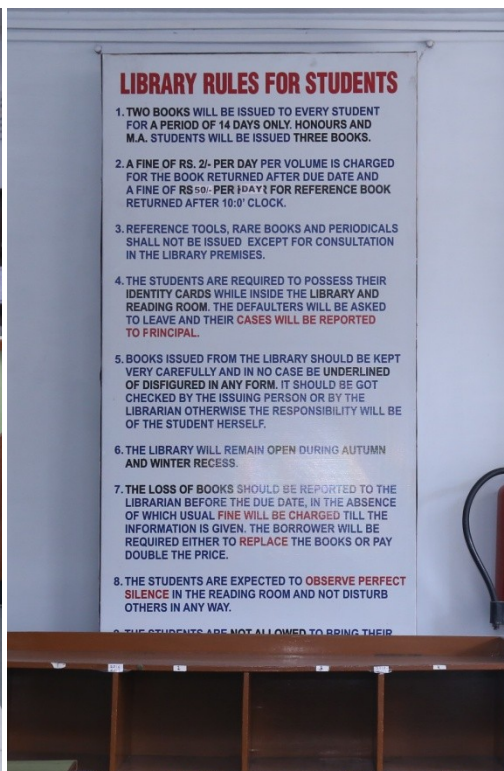 LIBRARY RULES FOR STUDENTS
1. TWO BOOKS WILL BE ISSUED TO EVERY STUDENT
FOR A PERIOD OF 14 DAYS ONLY. HONOURS AND
M.A. STUDENTS WILL BE ISSUED THREE BOOKS.
2. A FINE OF RS. 2/- PER DAY PER VOLUME IS CHARGED
FOR THE BOOK RETURNED AFTER DUE DATE AND
A FINE OF RS 50/- PER DAY FOR REFERENCE BOOK
RETURNED AFTER 10:0' CLOCK.
3. REFERENCE TOOLS, RARE BOOKS AND PERIODICALS
SHALL NOT BE ISSUED EXCEPT FOR CONSULTATION
IN THE LIBRARY PREMISES.
4. THE STUDENTS ARE REQUIRED TO POSSESS THEIR
IDENTITY CARDS WHILE INSIDE THE LIBRARY AND
READING ROOM. THE DEFAULTERS WILL BE ASKED
TO LEAVE AND THEIR CASES WILL BE REPORTED
TO PRINCIPAL.
5. BOOKS ISSUED FROM THE LIBRARY SHOULD BE KEPT
VERY CAREFULLY AND IN NO CASE BE UNDERLINED
OF DISFIGURED IN ANY FORM. IT SHOULD BE GOT
CHECKED BY THE ISSUING PERSON OR BY THE
LIBRARIAN OTHERWISE THE RESPONSIBILITY WILL BE
OF THE STUDENT HERSELF.
6. THE LIBRARY WILL REMAIN OPEN DURING AUTUMN
AND WINTER RECESS.
7. THE LOSS OF BOOKS SHOULD BE REPORTED TO THE
LIBRARIAN BEFORE THE DUE DATE, IN THE ABSENCE
OF WHICH USUAL FINE WILL BE CHARGED TILL THE
INFORMATION IS GIVEN. THE BORROWER WILL BE
REQUIRED EITHER TO REPLACE THE BOOKS OR PAY
DOUBLE THE PRICE.
8. THE STUDENTS ARE EXPECTED TO OBSERVE PERFECT
SILENCE IN THE READING ROOM AND NOT DISTURB
OTHERS IN ANY WAY.
9. THE STUDENTS ARE NOT ALLOWED TO BRING THEIR